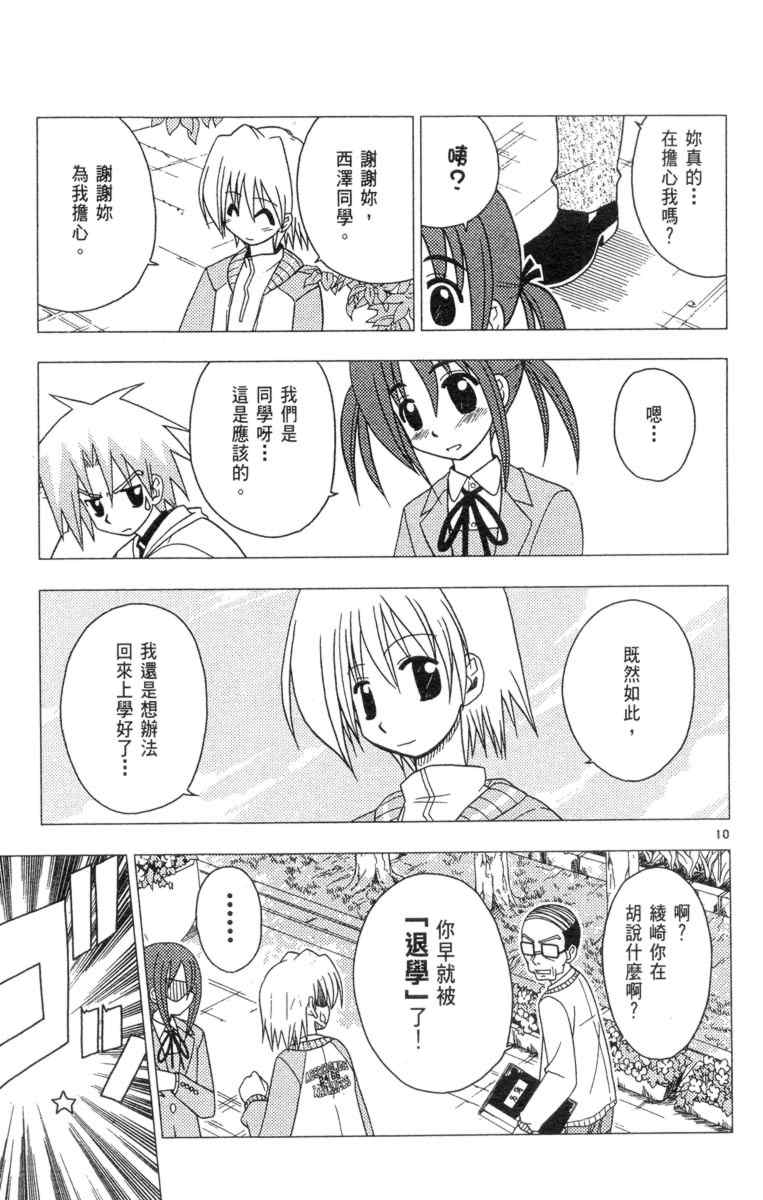 妳真的…
在擔心我嗎？
咦？
謝謝妳，
西澤同學。
謝謝妳
為我擔心。
嗯…
我們是
同學呀…
這是應該的。
既然如此，
我還是想辦法
回來上學好了…
10
啊？
綾崎你在
胡說什麼啊？
你早就被
「退學」
了！
……